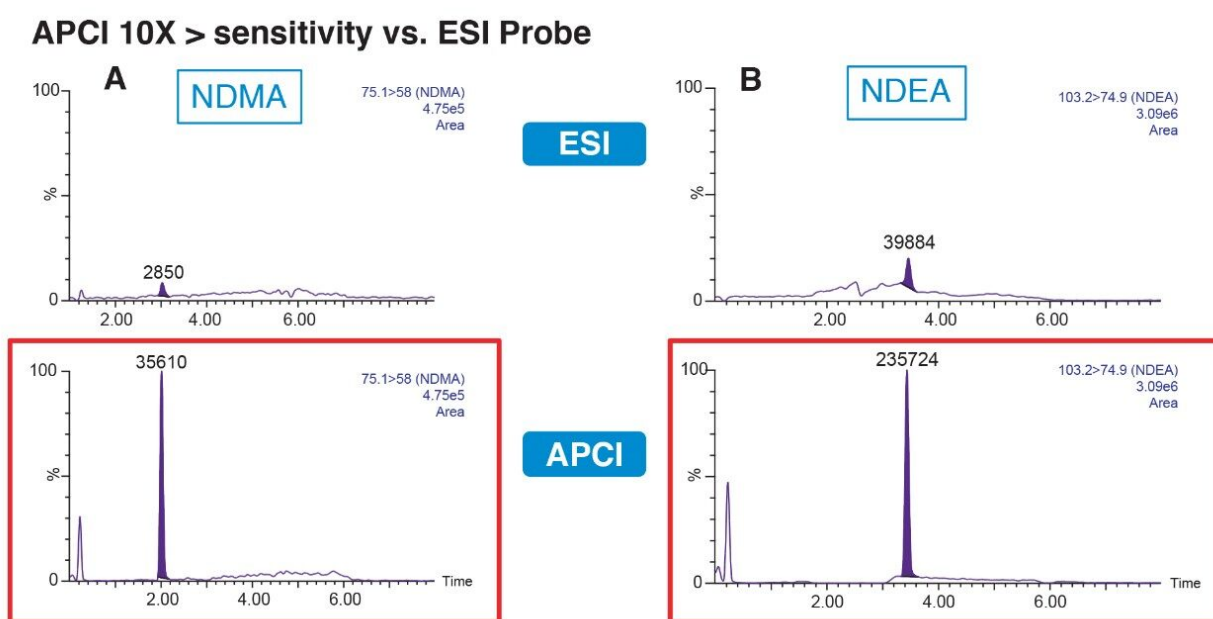 APCI 10X > sensitivity vs. ESI Probe
A
NDMA
75.1>58 (NDMA)
4.75e5
Area
100
%
0
2850
2.00 4.00 6.00
ESI
B
NDEA
103.2>74.9 (NDEA)
3.09e6
Area
100
%
0
39884
2.00 4.00 6.00
35610
75.1>58 (NDMA)
4.75e5
Area
100
%
0
Time
2.00 4.00 6.00
APCI
235724
103.2>74.9 (NDEA)
3.09e6
Area
100
%
0
Time
2.00 4.00 6.00